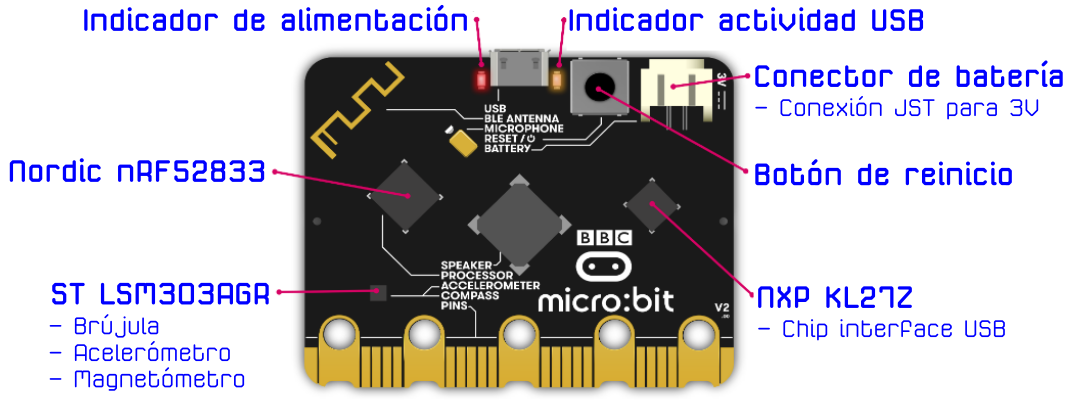 Indicador de alimentación
Indicador actividad USB
Conector de batería
- Conexión JST para 3V
3V
USB
BLE ANTENNA
MICROPHONE
RESET / ⏻
BATTERY
Nordic nRF52833
Botón de reinicio
BBC
micro:bit
SPEAKER
PROCESSOR
ACCELEROMETER
COMPASS
PINS
ST LSM303AGR
- Brújula
- Acelerómetro
- Magnetómetro
NXP KL27Z
- Chip interface USB
V2